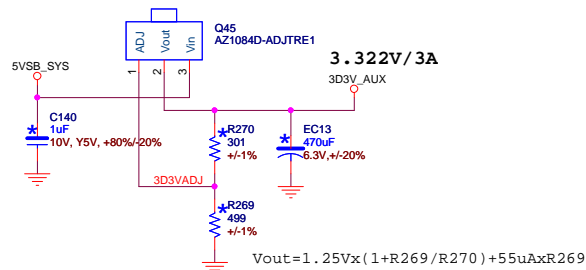 Q45
AZ1084D-ADJTRE1
ADJ
Vout
Vin
1
2
3
5VSB_SYS
3.322V/3A
3D3V_AUX
C140
1uF
10V, Y5V, +80%/-20%
R270
301
+/-1%
EC13
470uF
6.3V,+/-20%
3D3VADJ
R269
499
+/-1%
Vout=1.25Vx(1+R269/R270)+55uAxR269